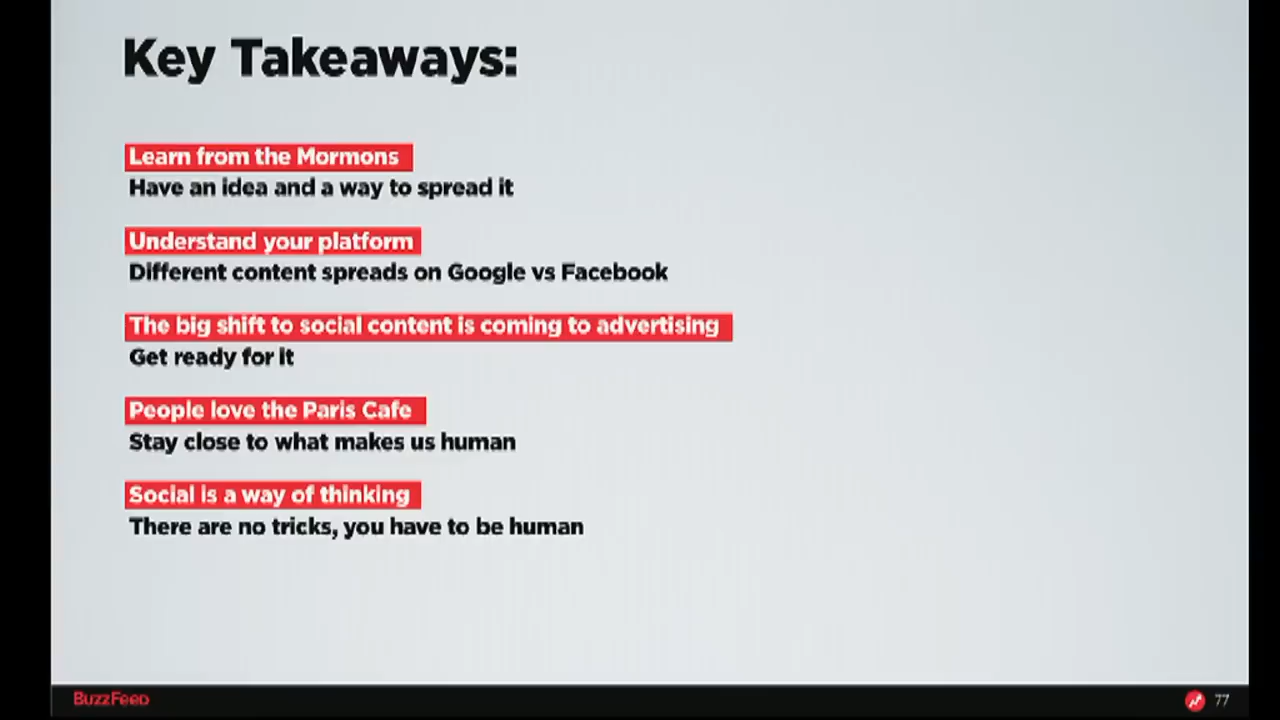 Key Takeaways:
Learn from the Mormons
Have an idea and a way to spread it
Understand your platform
Different content spreads on Google vs Facebook
The big shift to social content is coming to advertising
Get ready for it
People love the Paris Cafe
Stay close to what makes us human
Social is a way of thinking
There are no tricks, you have to be human
BuzzFeed
77